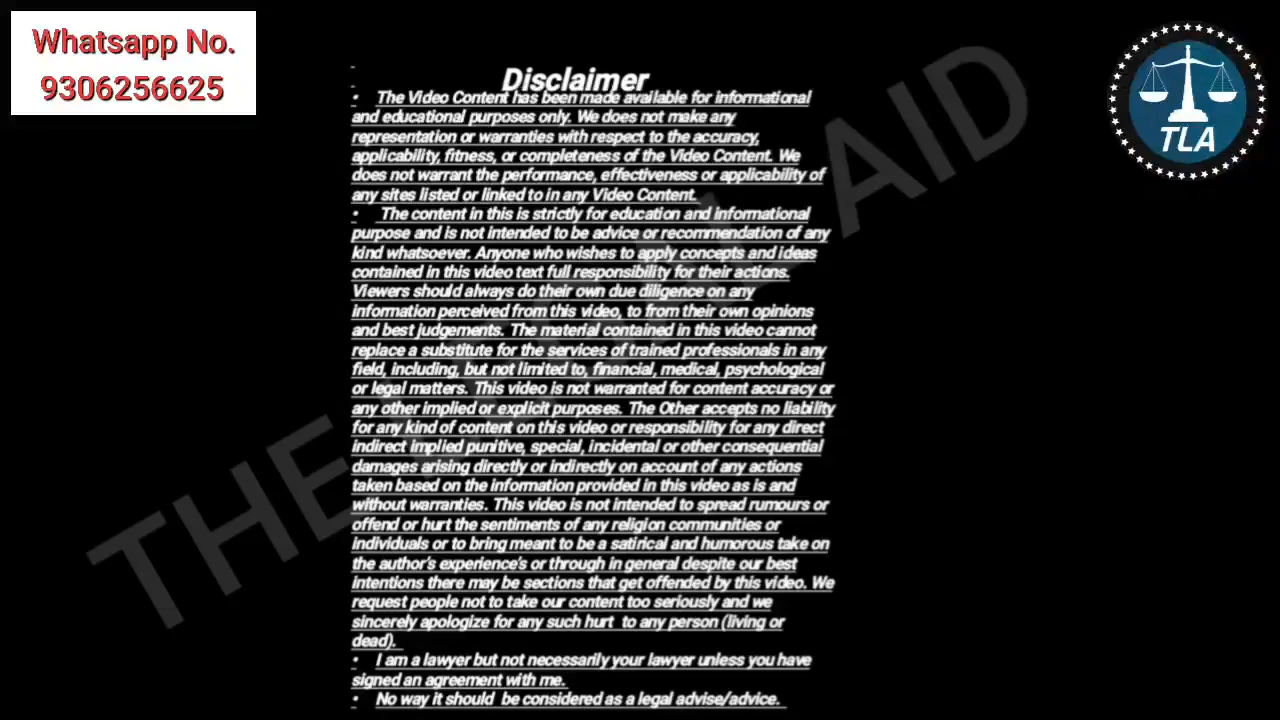 Whatsapp No.
9306256625
TLA
Disclaimer
• The Video Content has been made available for informational
and educational purposes only. We does not make any
representation or warranties with respect to the accuracy,
applicability, fitness, or completeness of the Video Content. We
does not warrant the performance, effectiveness or applicability of
any sites listed or linked to in any Video Content.
• The content in this is strictly for education and informational
purpose and is not intended to be advice or recommendation of any
kind whatsoever. Anyone who wishes to apply concepts and ideas
contained in this video text full responsibility for their actions.
Viewers should always do their own due diligence on any
information perceived from this video, to from their own opinions
and best judgements. The material contained in this video cannot
replace a substitute for the services of trained professionals in any
field, including, but not limited to, financial, medical, psychological
or legal matters. This video is not warranted for content accuracy or
any other implied or explicit purposes. The Other accepts no liability
for any kind of content on this video or responsibility for any direct
indirect implied punitive, special, incidental or other consequential
damages arising directly or indirectly on account of any actions
taken based on the information provided in this video as is and
without warranties. This video is not intended to spread rumours or
offend or hurt the sentiments of any religion communities or
individuals or to bring meant to be a satirical and humorous take on
the author's experience's or through in general despite our best
intentions there may be sections that get offended by this video. We
request people not to take our content too seriously and we
sincerely apologize for any such hurt to any person (living or
dead).
• I am a lawyer but not necessarily your lawyer unless you have
signed an agreement with me.
• No way it should be considered as a legal advise/advice.
THE AID